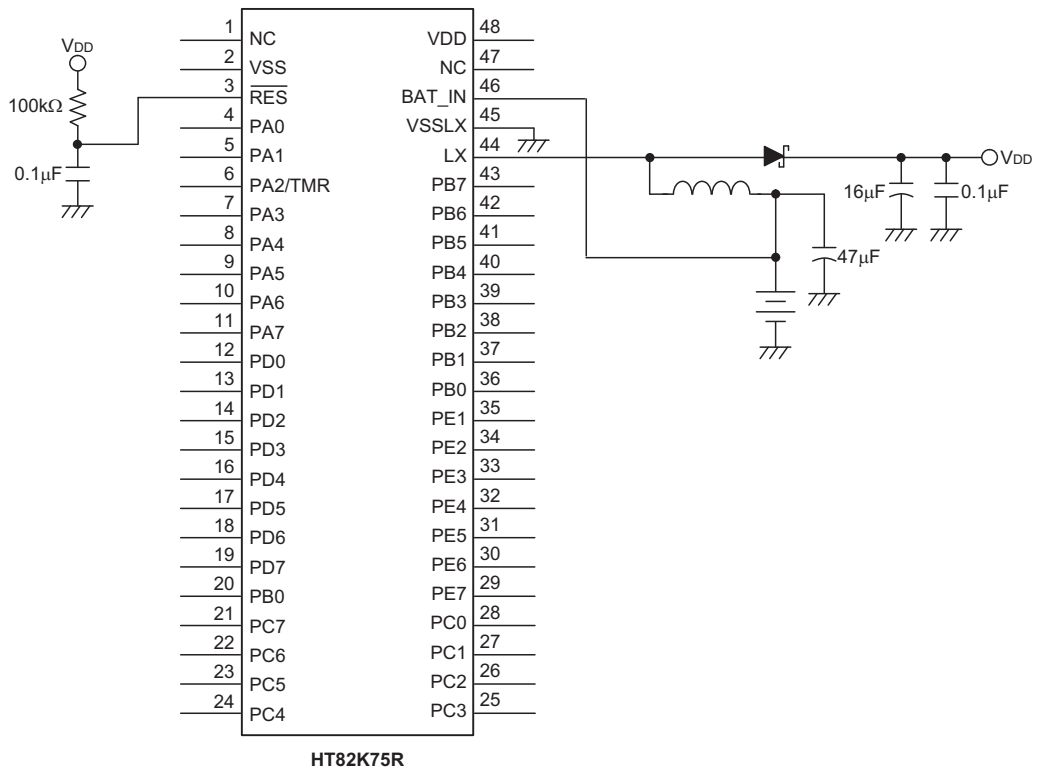 VDD
100kΩ
0.1μF
1 NC
2 VSS
3 RES
4 PA0
5 PA1
6 PA2/TMR
7 PA3
8 PA4
9 PA5
10 PA6
11 PA7
12 PD0
13 PD1
14 PD2
15 PD3
16 PD4
17 PD5
18 PD6
19 PD7
20 PB0
21 PC7
22 PC6
23 PC5
24 PC4
VDD 48
NC 47
BAT_IN 46
VSSLX 45
LX 44
PB7 43
PB6 42
PB5 41
PB4 40
PB3 39
PB2 38
PB1 37
PB0 36
PE1 35
PE2 34
PE3 33
PE4 32
PE5 31
PE6 30
PE7 29
PC0 28
PC1 27
PC2 26
PC3 25
VDD
16μF
0.1μF
47μF
HT82K75R